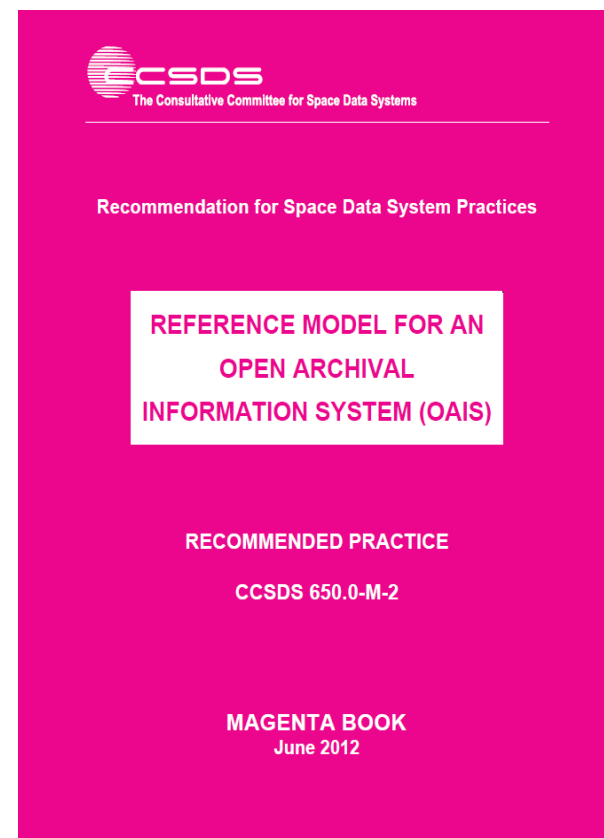 CCSDS
The Consultative Committee for Space Data Systems
Recommendation for Space Data System Practices
REFERENCE MODEL FOR AN
OPEN ARCHIVAL
INFORMATION SYSTEM (OAIS)
RECOMMENDED PRACTICE
CCSDS 650.0-M-2
MAGENTA BOOK
June 2012